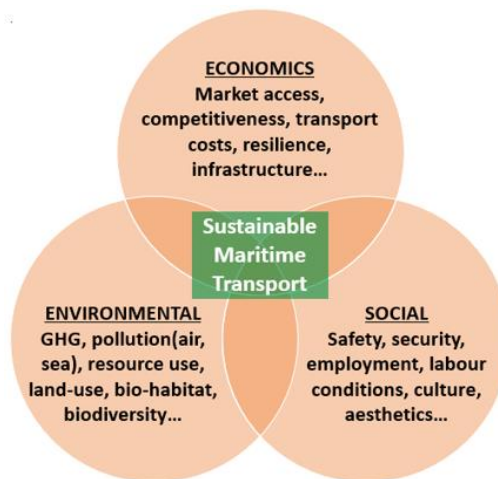 ECONOMICS
Market access,
competitiveness, transport
costs, resilience,
infrastructure...
Sustainable
Maritime
Transport
ENVIRONMENTAL
GHG, pollution(air,
sea), resource use,
land-use, bio-habitat,
biodiversity...
SOCIAL
Safety, security,
employment, labour
conditions, culture,
aesthetics...